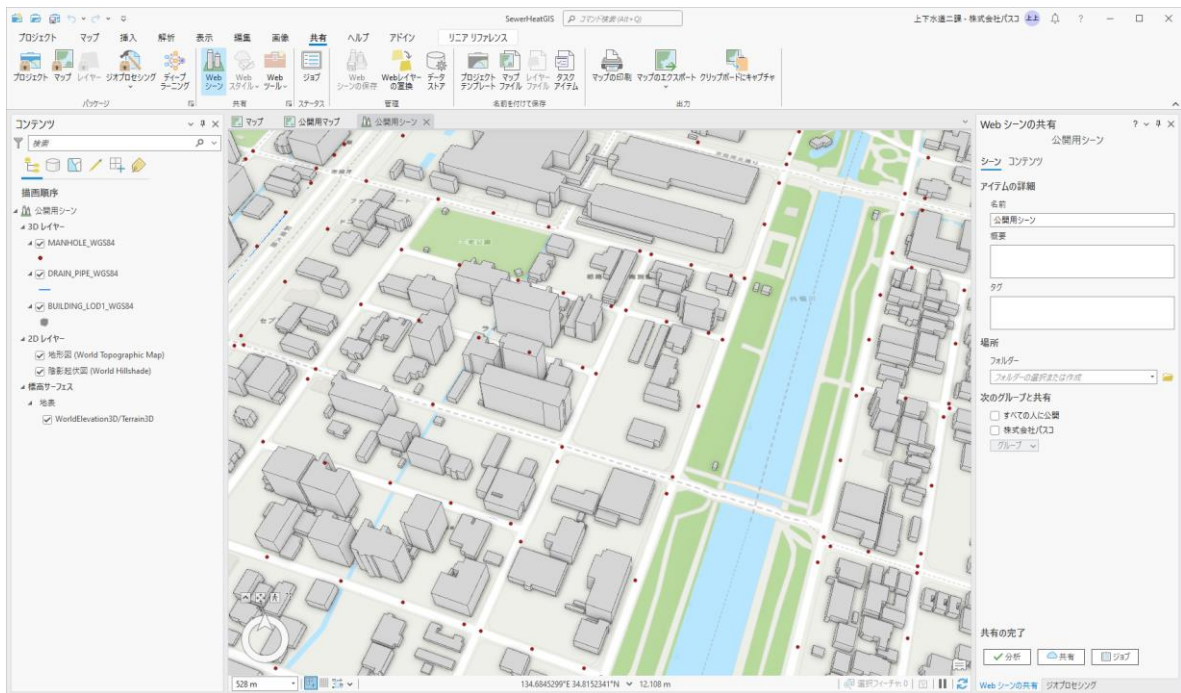 SewerHeatGIS
コマンド検索 (Alt+Q)
上下水道二課 - 株式会社パスコ
上上
?
プロジェクト マップ 挿入 解析 表示 編集 画像 共有 ヘルプ アドイン リニア リファレンス
プロジェクト マップ レイヤー ジオプロセシング ディープ ラーニング
パッケージ
Web シーン Web スタイル Web ツール
共有
ジョブ
ステータス
Web シーンの保存 Webレイヤーの置換 データ ストア
管理
プロジェクト テンプレート マップ ファイル レイヤー ファイル タスク アイテム
名前を付けて保存
マップの印刷 マップのエクスポート クリップボードにキャプチャ
出力
コンテンツ
検索
描画順序
公開用シーン
3D レイヤー
MANHOLE_WGS84
DRAIN_PIPE_WGS84
BUILDING_LOD1_WGS84
2D レイヤー
地形図 (World Topographic Map)
陰影起伏図 (World Hillshade)
標高サーフェス
地表
WorldElevation3D/Terrain3D
マップ 公開用マップ 公開用シーン
528 m
134.6845299°E 34.8152341°N
12.108 m
選択フィーチャ: 0
Web シーンの共有
?
公開用シーン
シーン コンテンツ
アイテムの詳細
名前
公開用シーン
概要
タグ
場所
フォルダー
フォルダーの選択または作成
次のグループと共有
すべての人に公開
株式会社パスコ
グループ
共有の完了
分析 共有 ジョブ
Web シーンの共有 ジオプロセシング